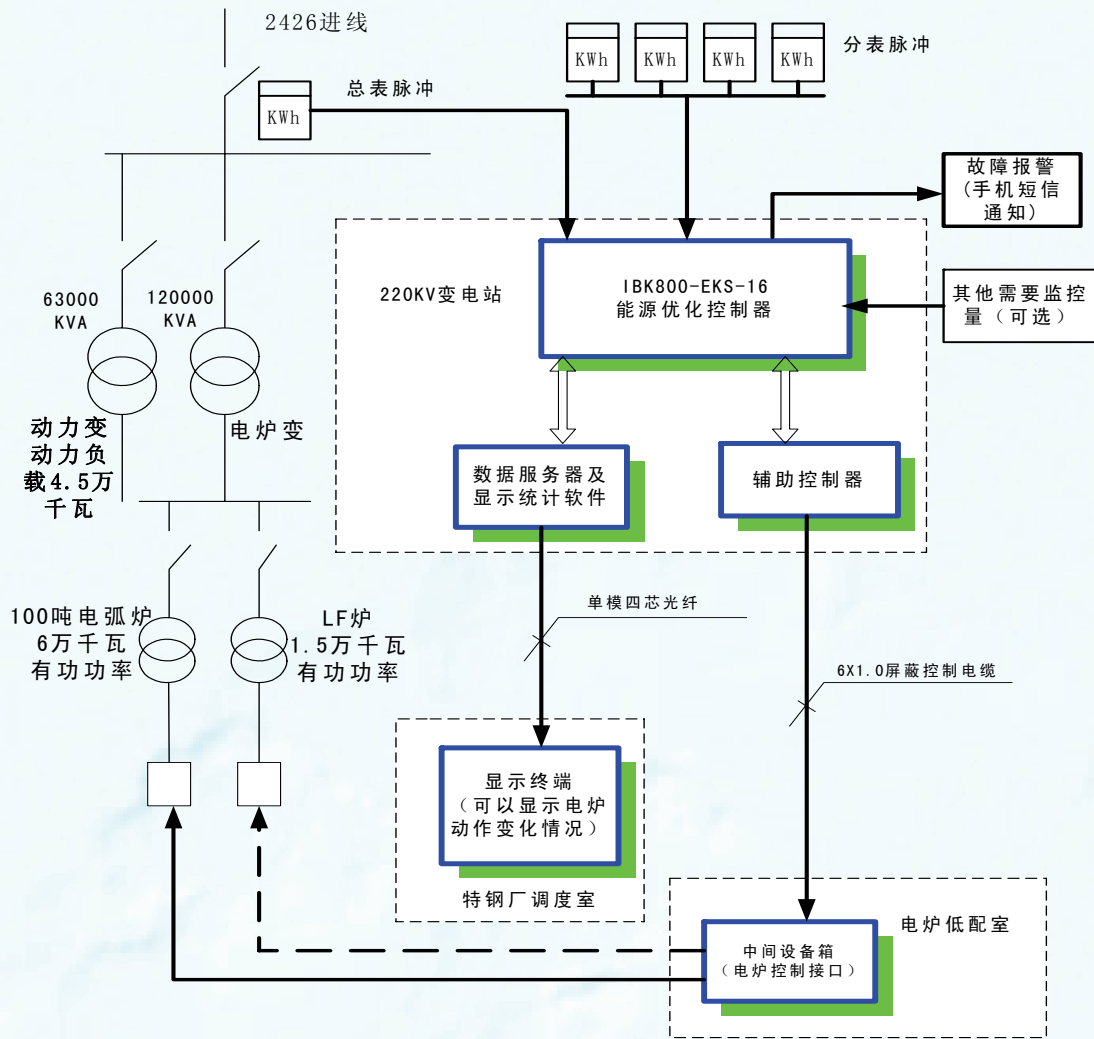 2426进线
KWh
总表脉冲
KWh
KWh
KWh
KWh
分表脉冲
故障报警
(手机短信
通知)
220KV变电站
IBK800-EKS-16
能源优化控制器
其他需要监控
量（可选）
63000
KVA
120000
KVA
动力变
动力负
载4.5万
千瓦
电炉变
数据服务器及
显示统计软件
辅助控制器
100吨电弧炉
6万千瓦
有功功率
LF炉
1.5万千瓦
有功功率
单模四芯光纤
6X1.0屏蔽控制电缆
显示终端
（可以显示电炉
动作变化情况）
特钢厂调度室
电炉低配室
中间设备箱
（电炉控制接口）